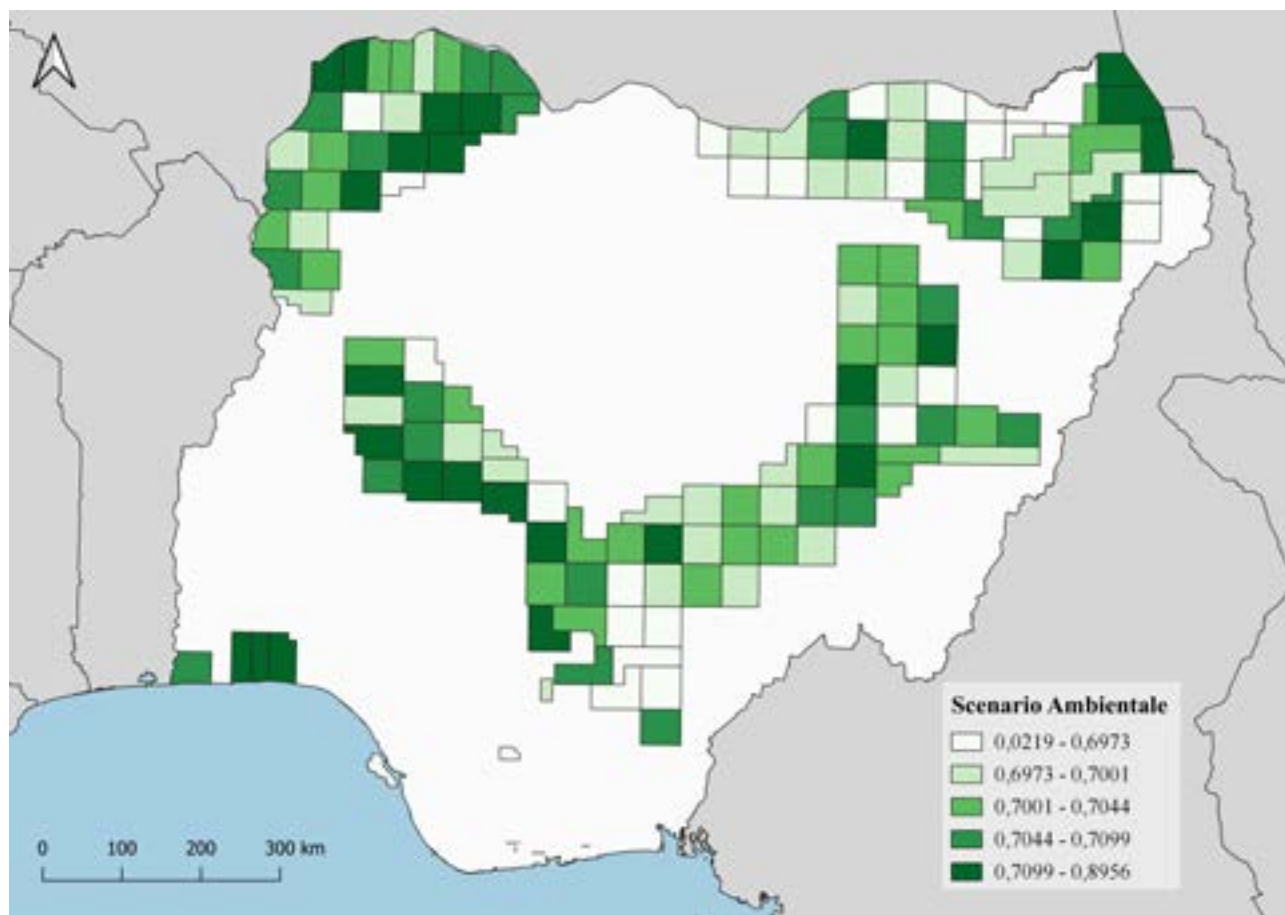 Scenario Ambientale
0,0219 - 0,6973
0,6973 - 0,7001
0,7001 - 0,7044
0,7044 - 0,7099
0,7099 - 0,8956
0 100 200 300 km